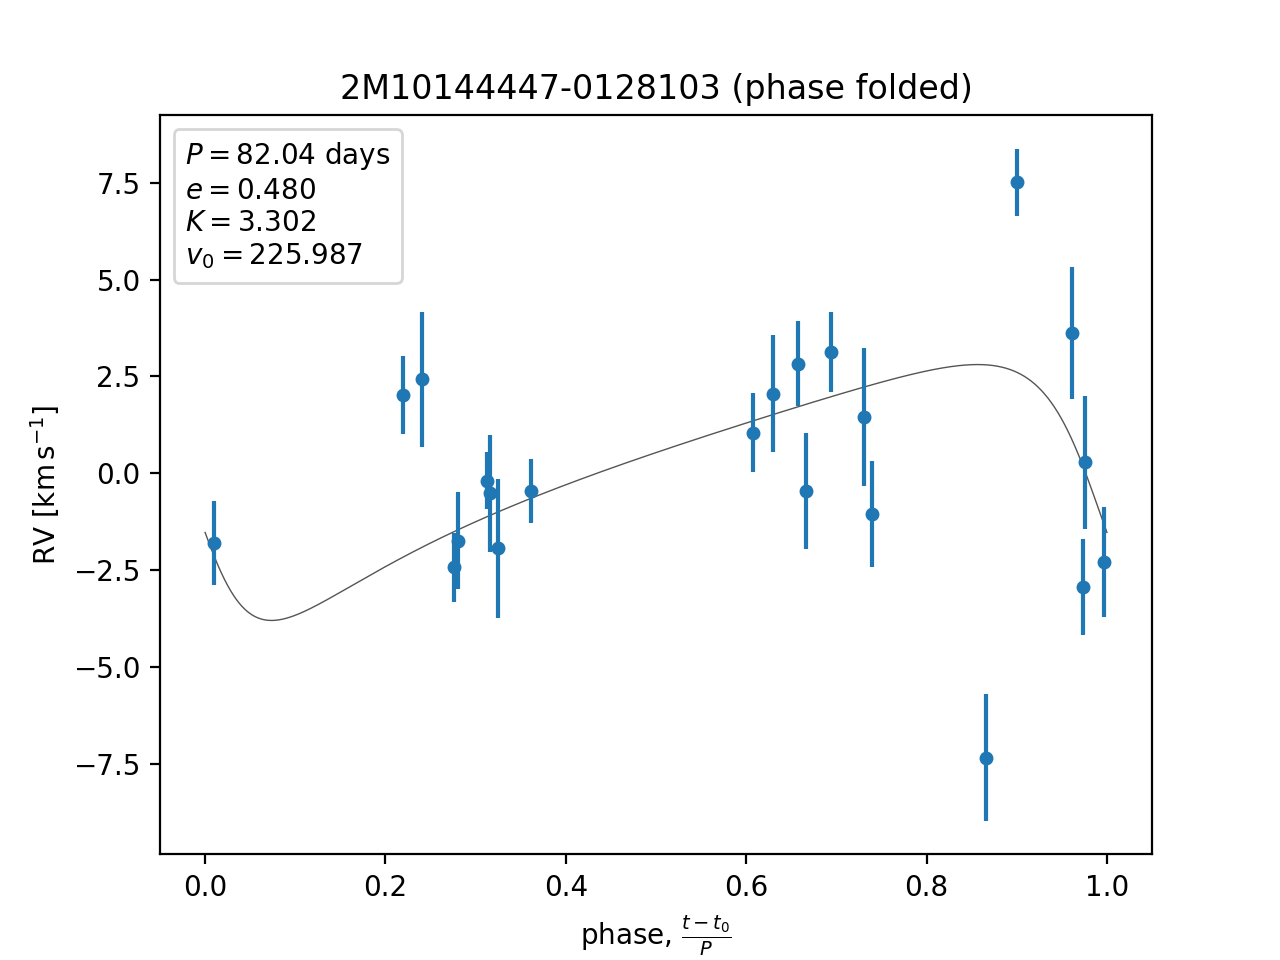 2M10144447-0128103 (phase folded)
P = 82.04 days
e = 0.480
K = 3.302
v₀ = 225.987
7.5
5.0
2.5
0.0
−2.5
−5.0
−7.5
RV [km s⁻¹]
0.0 0.2 0.4 0.6 0.8 1.0
phase, (t − t₀)/P